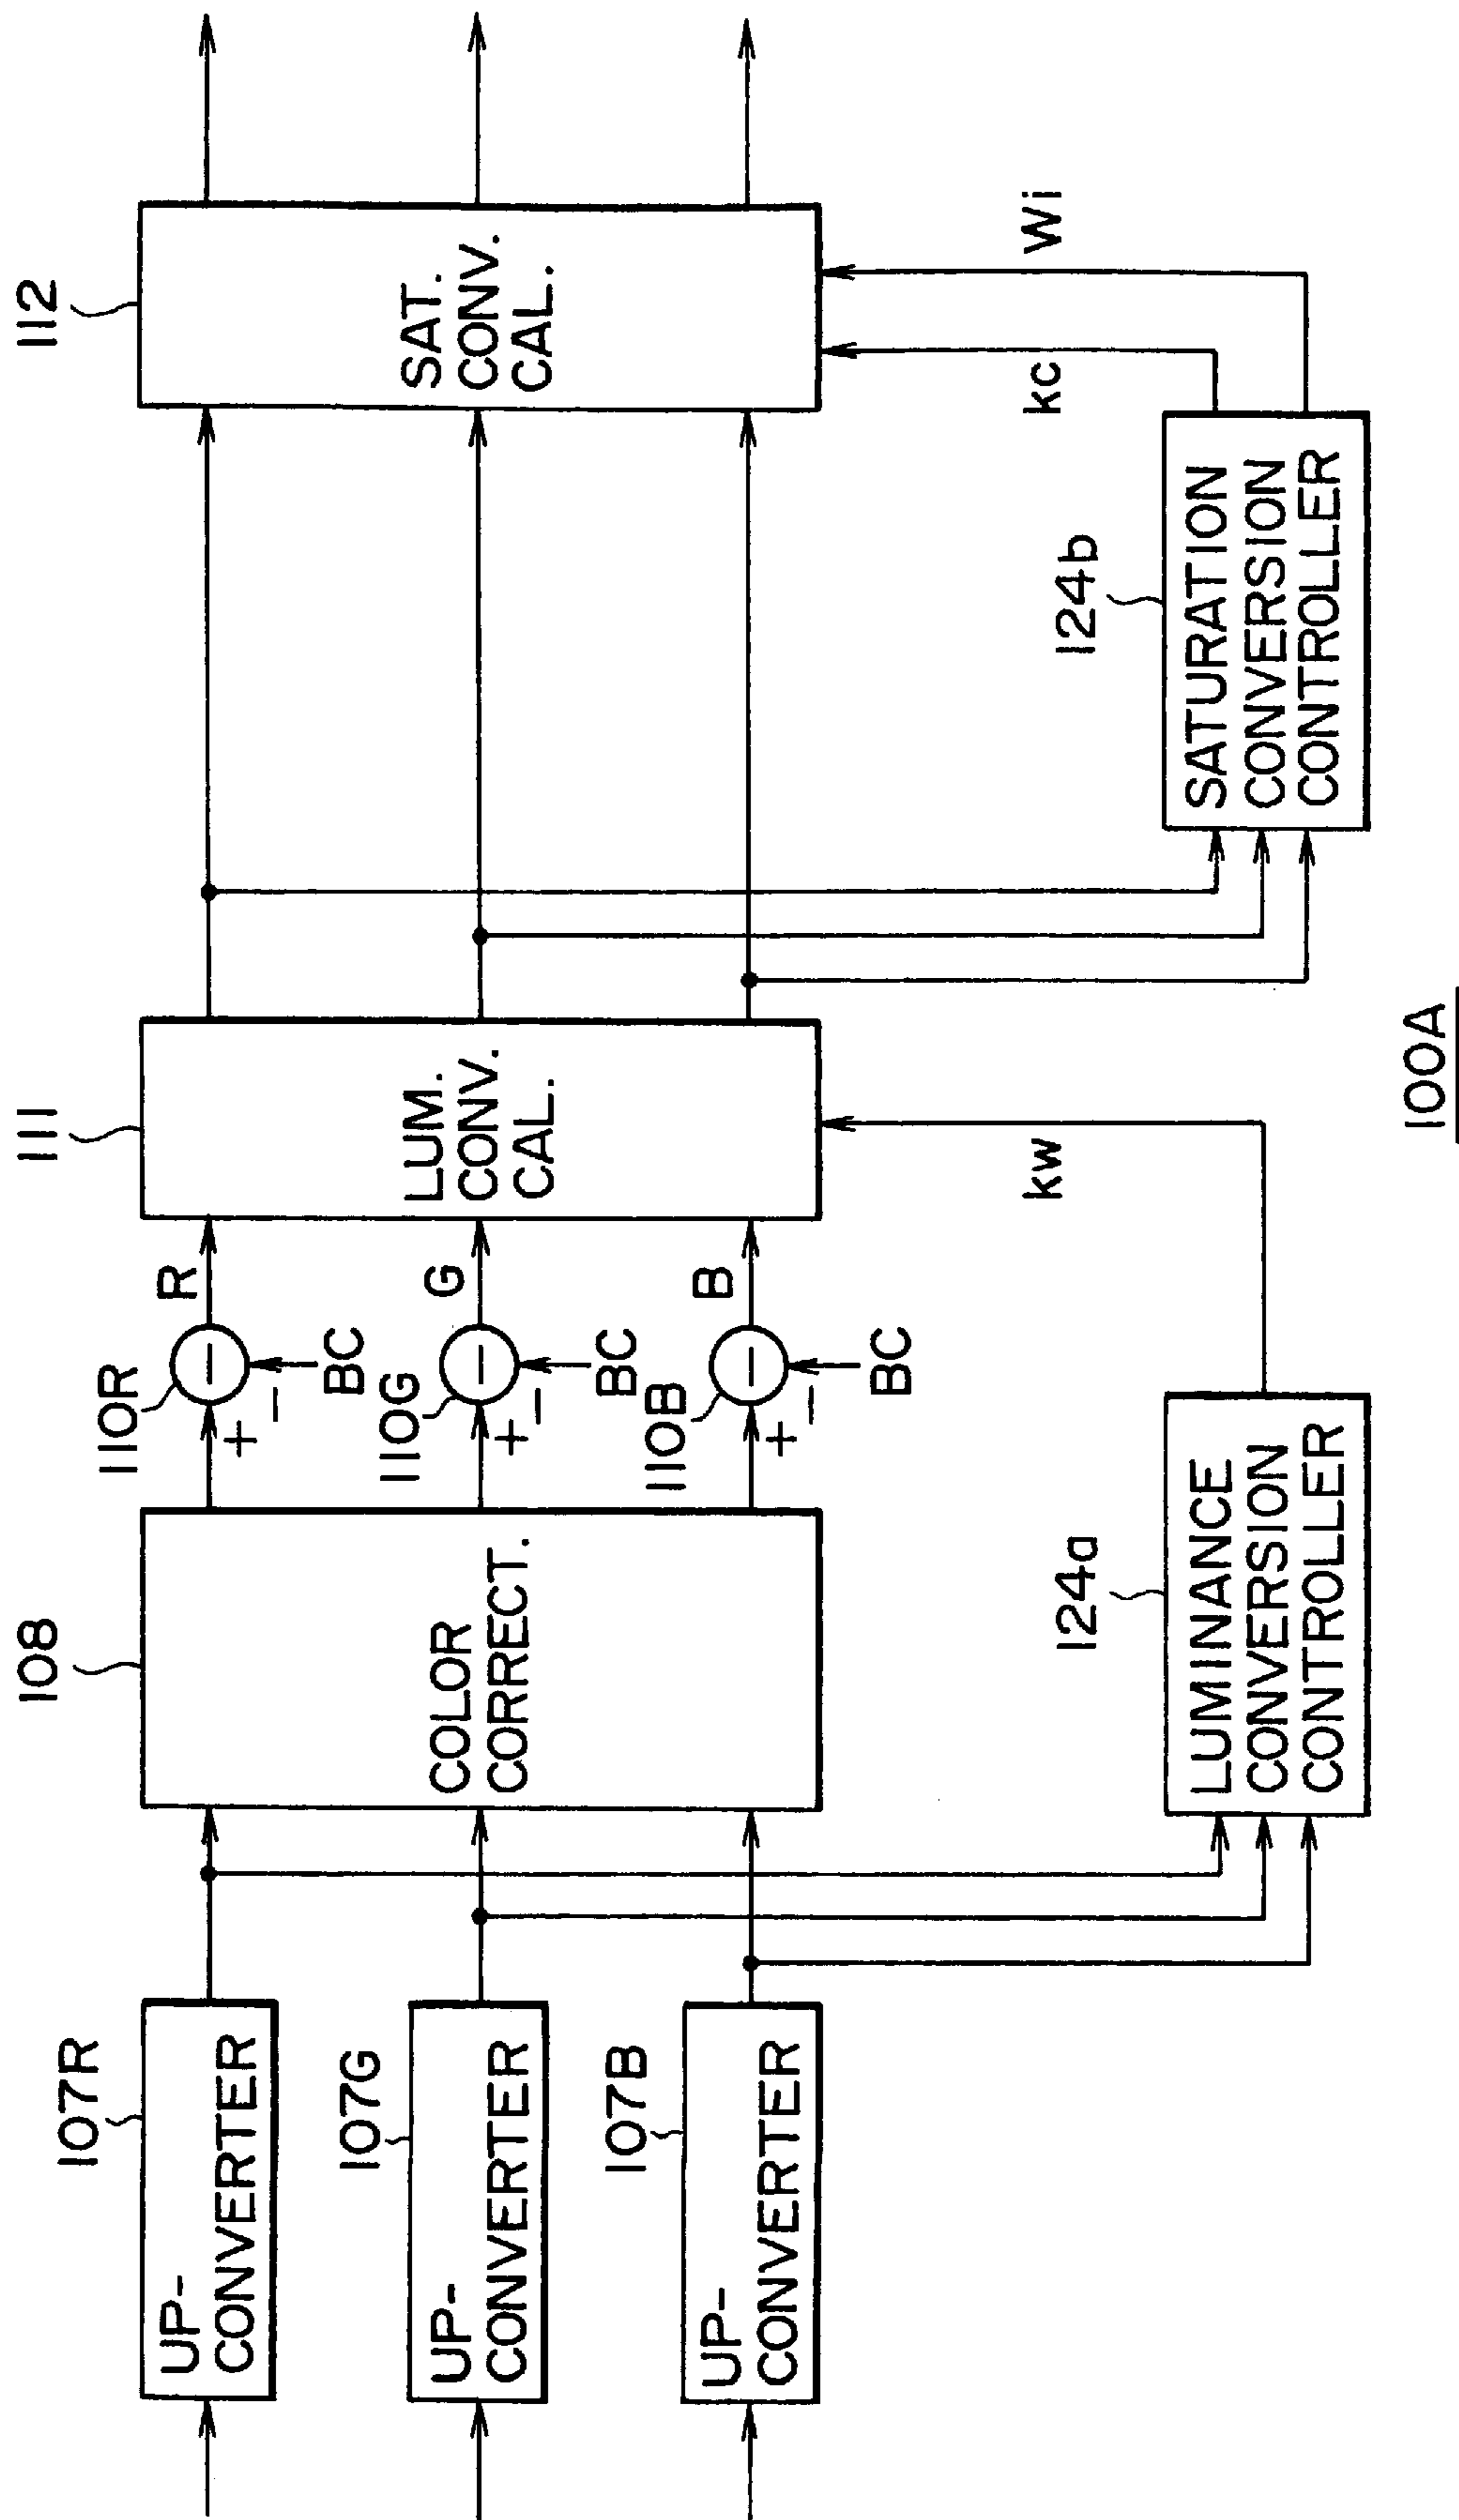 107R
UP-
CONVERTER
107G
UP-
CONVERTER
107B
UP-
CONVERTER
108
COLOR
CORRECT.
110R
+
-
-
BC
R
110G
+
-
-
BC
G
110B
+
-
-
BC
B
111
LUM.
CONV.
CAL.
112
SAT.
CONV.
CAL.
124a
LUMINANCE
CONVERSION
CONTROLLER
kw
124b
SATURATION
CONVERSION
CONTROLLER
kc
Wi
100A